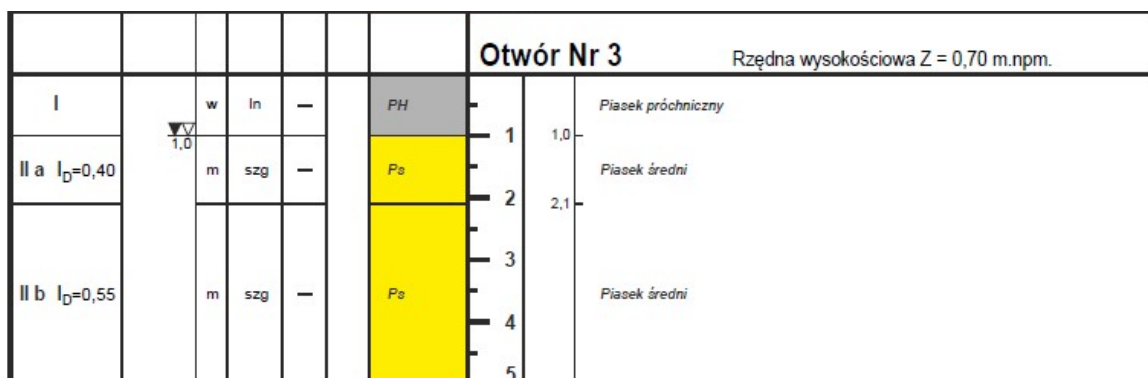 Otwór Nr 3 Rzędna wysokościowa Z = 0,70 m.npm.
I w ln — PH Piasek próchniczny
1,0 1 1,0
II a I_D=0,40 m szg — Ps Piasek średni
2 2,1
3
II b I_D=0,55 m szg — Ps Piasek średni
4
5